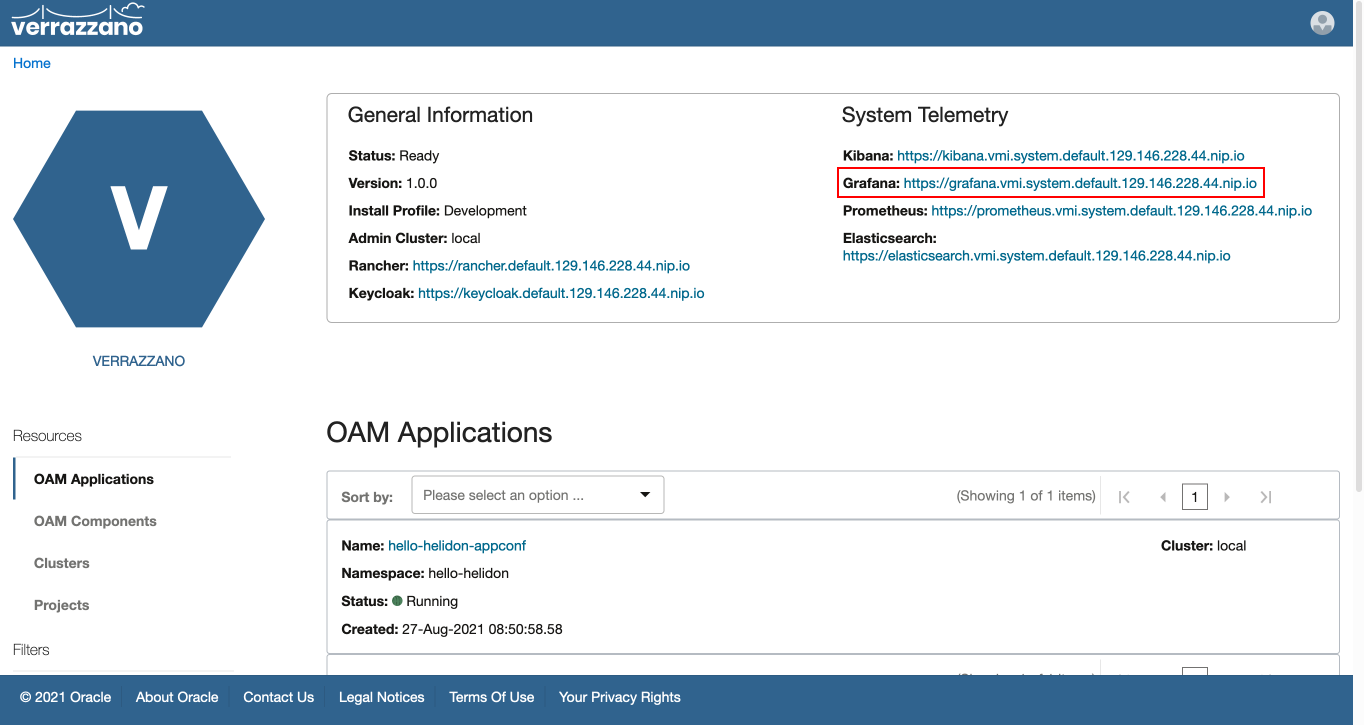 verrazzano
Home
V
VERRAZZANO
General Information
Status: Ready
Version: 1.0.0
Install Profile: Development
Admin Cluster: local
Rancher: https://rancher.default.129.146.228.44.nip.io
Keycloak: https://keycloak.default.129.146.228.44.nip.io
System Telemetry
Kibana: https://kibana.vmi.system.default.129.146.228.44.nip.io
Grafana: https://grafana.vmi.system.default.129.146.228.44.nip.io
Prometheus: https://prometheus.vmi.system.default.129.146.228.44.nip.io
Elasticsearch:
https://elasticsearch.vmi.system.default.129.146.228.44.nip.io
Resources
OAM Applications
OAM Components
Clusters
Projects
Filters
OAM Applications
Sort by: Please select an option ... (Showing 1 of 1 items) 1
Name: hello-helidon-appconf Cluster: local
Namespace: hello-helidon
Status: Running
Created: 27-Aug-2021 08:50:58.58
© 2021 Oracle About Oracle Contact Us Legal Notices Terms Of Use Your Privacy Rights